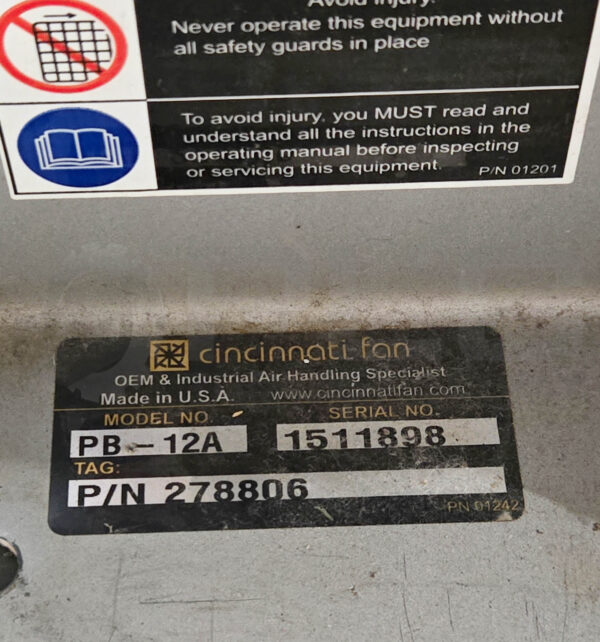 Avoid injury.
Never operate this equipment without
all safety guards in place
To avoid injury, you MUST read and
understand all the instructions in the
operating manual before inspecting
or servicing this equipment.
P/N 01201
cincinnati fan
OEM & Industrial Air Handling Specialist
Made in U.S.A. www.cincinnatifan.com
MODEL NO. SERIAL NO.
PB-12A 1511898
TAG:
P/N 278806
PN 01242